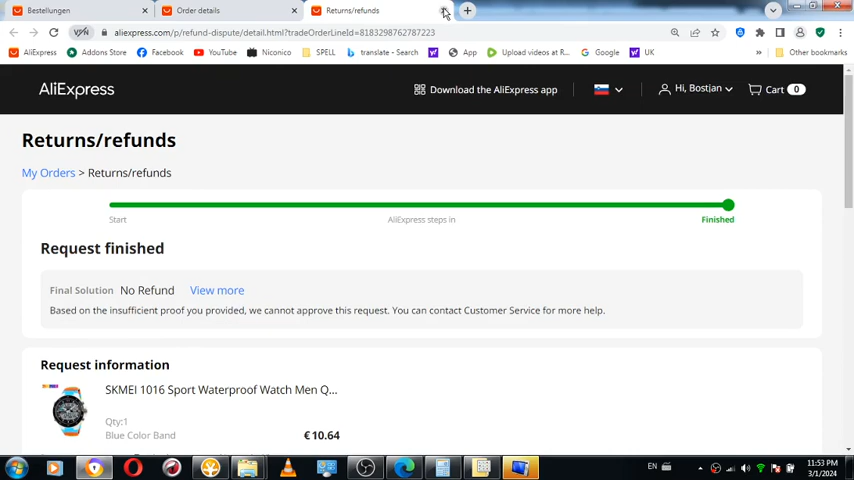 Bestellungen
Order details
Returns/refunds
VPN
aliexpress.com/p/refund-dispute/detail.html?tradeOrderLineId=8183298762787223
AliExpress
Addons Store
Facebook
YouTube
Niconico
SPELL
translate - Search
App
Upload videos at R...
Google
UK
»
Other bookmarks
AliExpress
Download the AliExpress app
Hi, Bostjan
Cart
0
Returns/refunds
My Orders > Returns/refunds
Start
AliExpress steps in
Finished
Request finished
Final Solution No Refund View more
Based on the insufficient proof you provided, we cannot approve this request. You can contact Customer Service for more help.
Request information
SKMEI 1016 Sport Waterproof Watch Men Q...
Qty:1
Blue Color Band
€10.64
EN
11:53 PM
3/1/2024